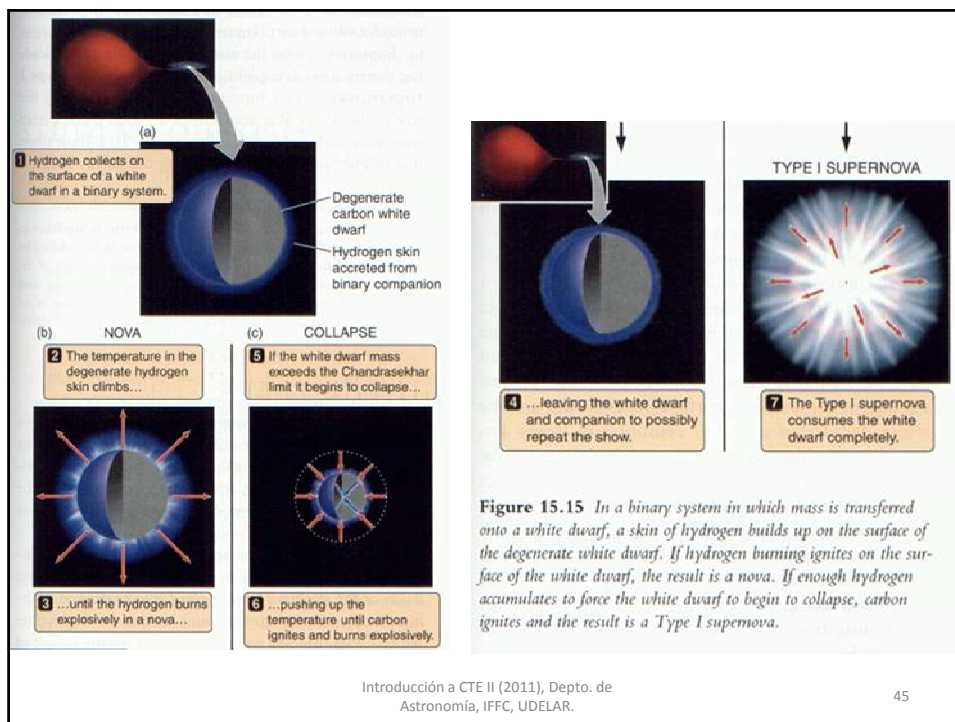 (a)
1 Hydrogen collects on
the surface of a white
dwarf in a binary system.
Degenerate
carbon white
dwarf
Hydrogen skin
accreted from
binary companion
(b) NOVA
2 The temperature in the
degenerate hydrogen
skin climbs...
3 ...until the hydrogen burns
explosively in a nova...
(c) COLLAPSE
5 If the white dwarf mass
exceeds the Chandrasekhar
limit it begins to collapse...
6 ...pushing up the
temperature until carbon
ignites and burns explosively.
4 ...leaving the white dwarf
and companion to possibly
repeat the show.
TYPE I SUPERNOVA
7 The Type I supernova
consumes the white
dwarf completely.
Figure 15.15 In a binary system in which mass is transferred
onto a white dwarf, a skin of hydrogen builds up on the surface of
the degenerate white dwarf. If hydrogen burning ignites on the sur-
face of the white dwarf, the result is a nova. If enough hydrogen
accumulates to force the white dwarf to begin to collapse, carbon
ignites and the result is a Type I supernova.
Introducción a CTE II (2011), Depto. de
Astronomía, IFFC, UDELAR.
45